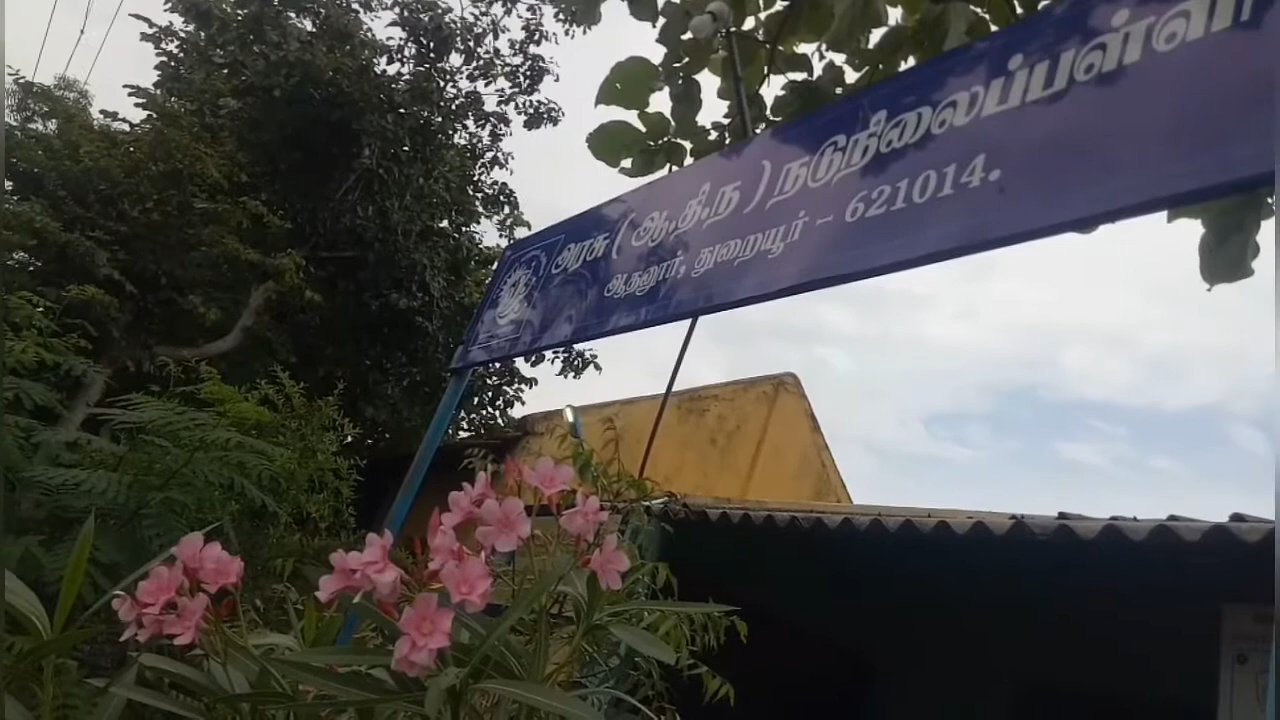 அரசு ( ஆ.தி.ந ) நடுநிலைப்பள்ளி
ஆதனூர், துறையூர் - 621014.